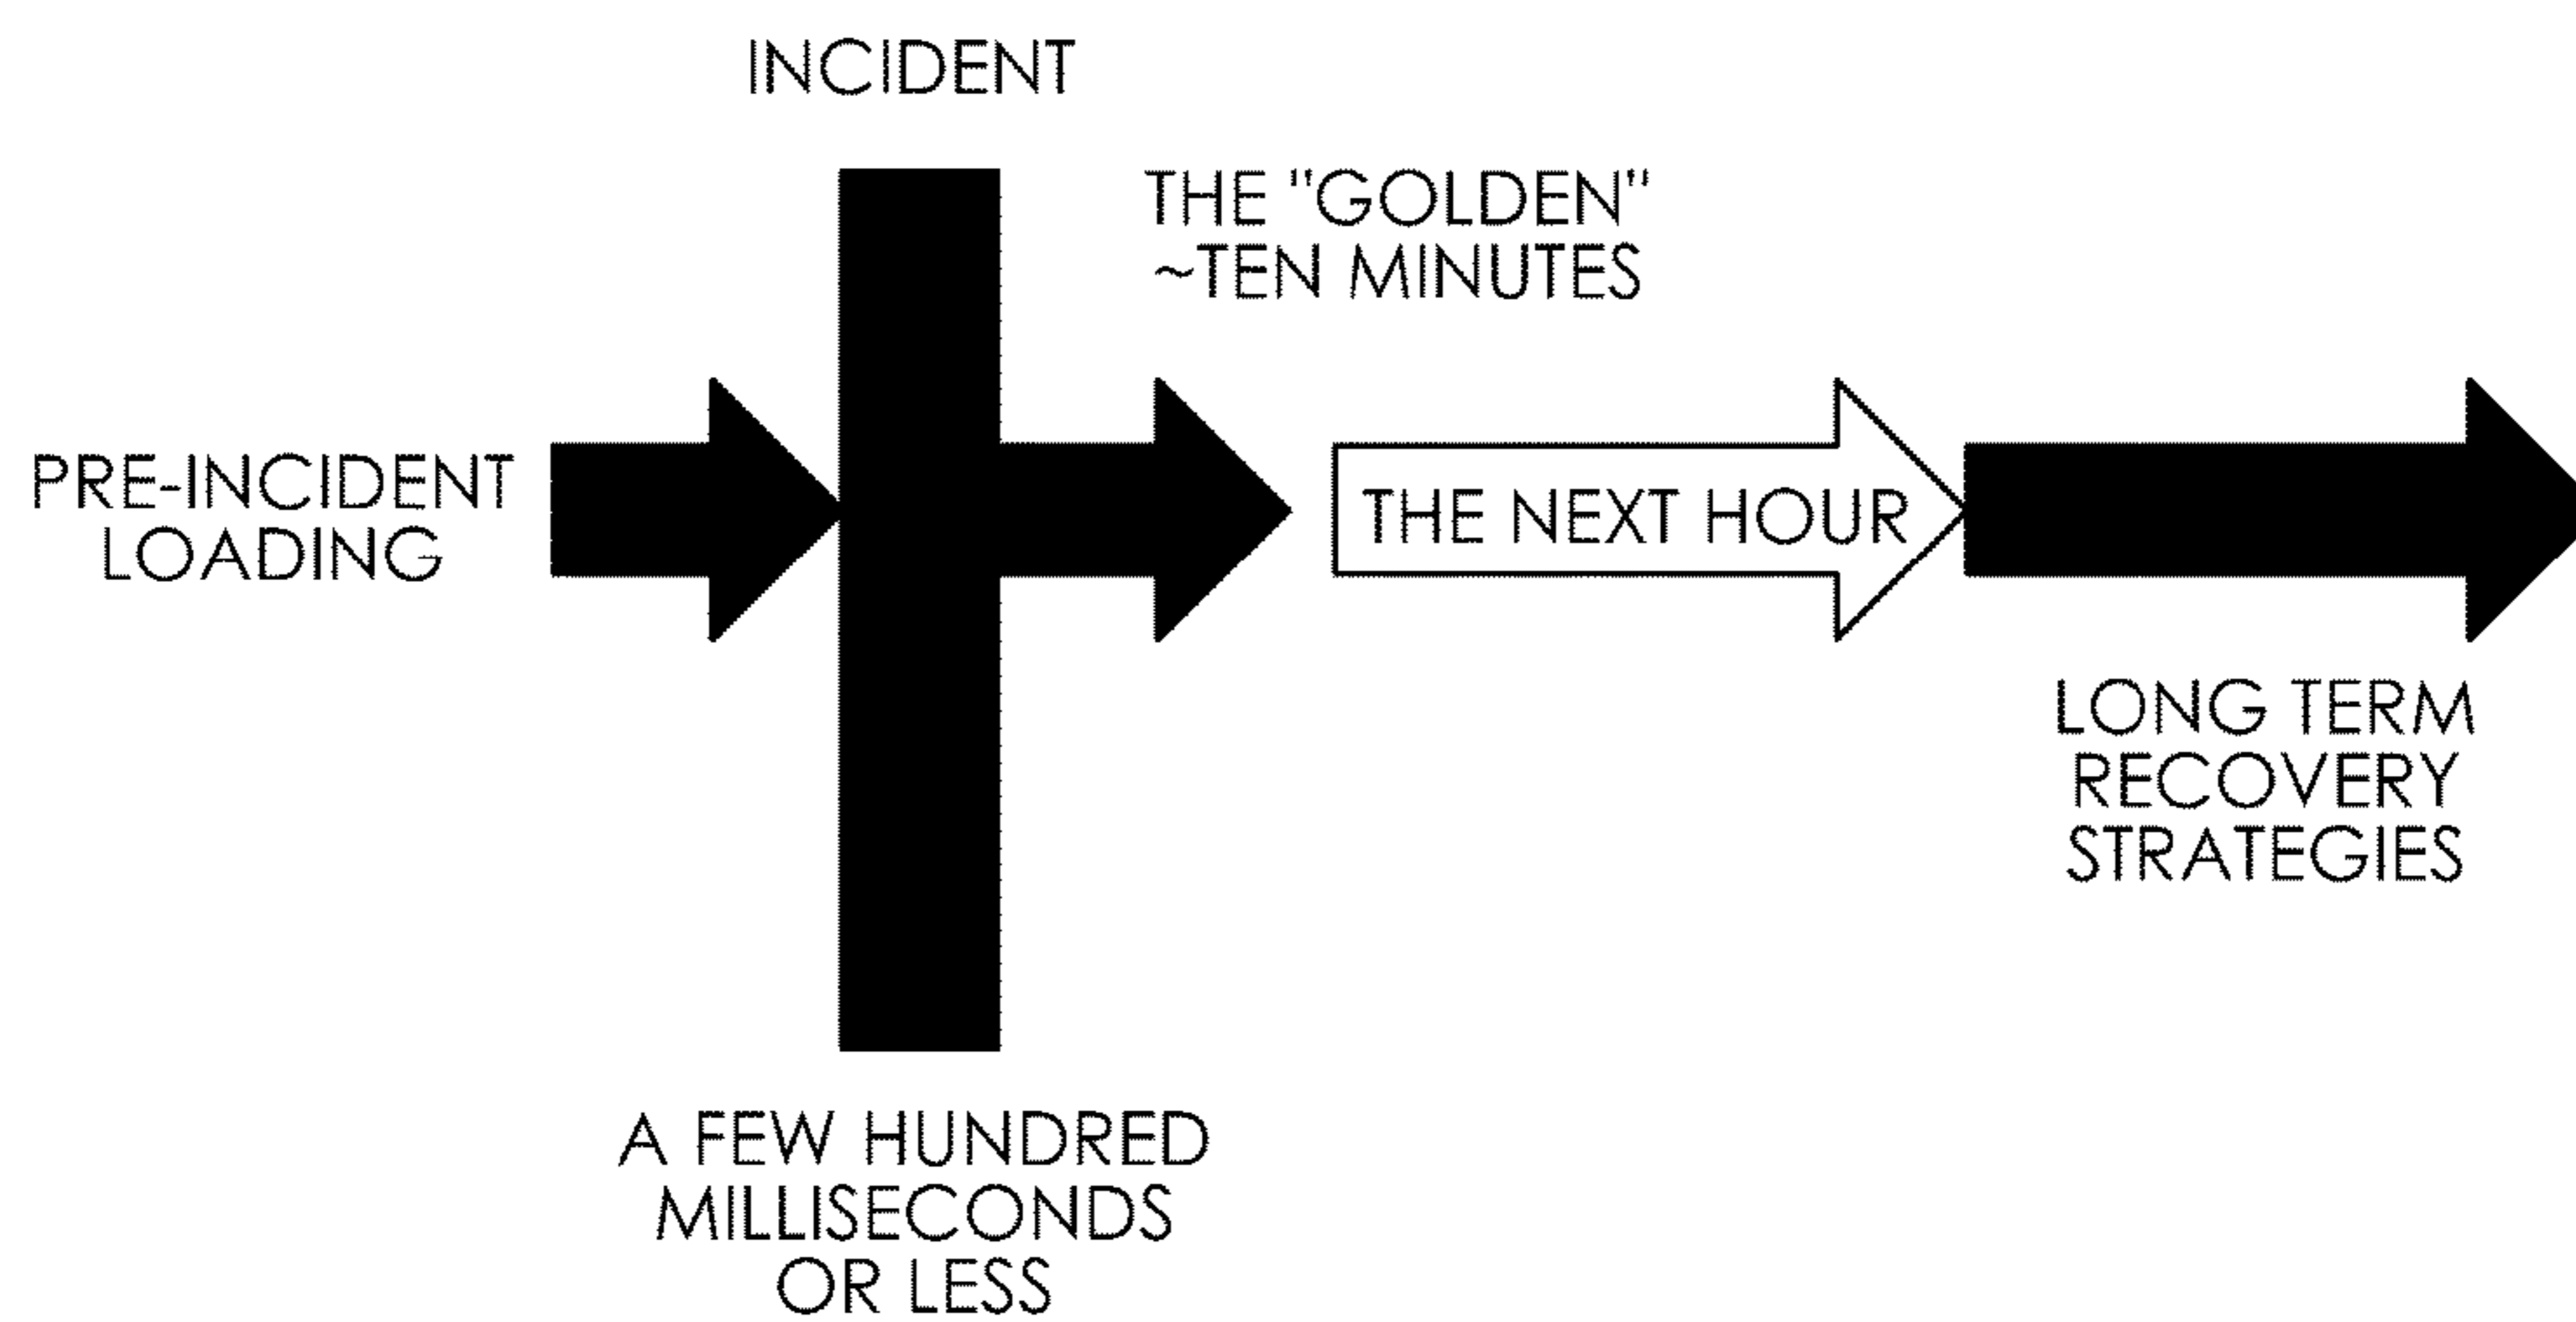 INCIDENT
THE "GOLDEN"
~TEN MINUTES
PRE-INCIDENT
LOADING
THE NEXT HOUR
LONG TERM
RECOVERY
STRATEGIES
A FEW HUNDRED
MILLISECONDS
OR LESS